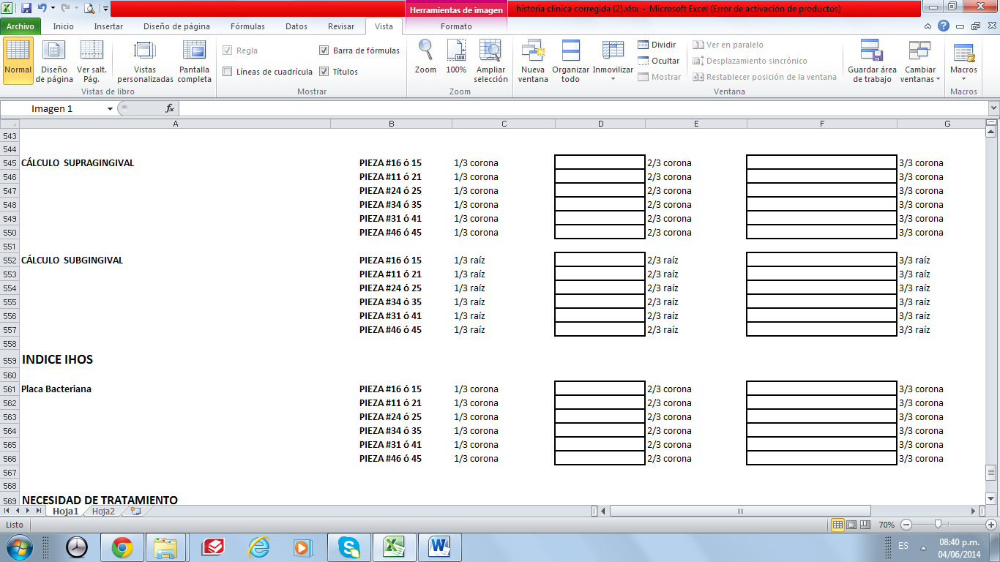 Herramientas de imagen historia clinica corregida (2).xlsx - Microsoft Excel (Error de activación de productos)
Archivo Inicio Insertar Diseño de página Fórmulas Datos Revisar Vista Formato
Normal Diseño de página Ver salt. Pág. Vistas personalizadas Pantalla completa
Vistas de libro
Regla Barra de fórmulas
Líneas de cuadrícula Títulos
Mostrar
Zoom 100% Ampliar selección
Zoom
Nueva ventana Organizar todo Inmovilizar
Dividir Ver en paralelo
Ocultar Desplazamiento sincrónico
Mostrar Restablecer posición de la ventana
Guardar área de trabajo Cambiar ventanas
Ventana
Macros
Macros
Imagen 1 fx
A B C D E F G
543
544
545 CÁLCULO SUPRAGINGIVAL PIEZA #16 ó 15 1/3 corona 2/3 corona 3/3 corona
546 PIEZA #11 ó 21 1/3 corona 2/3 corona 3/3 corona
547 PIEZA #24 ó 25 1/3 corona 2/3 corona 3/3 corona
548 PIEZA #34 ó 35 1/3 corona 2/3 corona 3/3 corona
549 PIEZA #31 ó 41 1/3 corona 2/3 corona 3/3 corona
550 PIEZA #46 ó 45 1/3 corona 2/3 corona 3/3 corona
551
552 CÁLCULO SUBGINGIVAL PIEZA #16 ó 15 1/3 raíz 2/3 raíz 3/3 raíz
553 PIEZA #11 ó 21 1/3 raíz 2/3 raíz 3/3 raíz
554 PIEZA #24 ó 25 1/3 raíz 2/3 raíz 3/3 raíz
555 PIEZA #34 ó 35 1/3 raíz 2/3 raíz 3/3 raíz
556 PIEZA #31 ó 41 1/3 raíz 2/3 raíz 3/3 raíz
557 PIEZA #46 ó 45 1/3 raíz 2/3 raíz 3/3 raíz
558
559 INDICE IHOS
560
561 Placa Bacteriana PIEZA #16 ó 15 1/3 corona 2/3 corona 3/3 corona
562 PIEZA #11 ó 21 1/3 corona 2/3 corona 3/3 corona
563 PIEZA #24 ó 25 1/3 corona 2/3 corona 3/3 corona
564 PIEZA #34 ó 35 1/3 corona 2/3 corona 3/3 corona
565 PIEZA #31 ó 41 1/3 corona 2/3 corona 3/3 corona
566 PIEZA #46 ó 45 1/3 corona 2/3 corona 3/3 corona
567
568
569 NECESIDAD DE TRATAMIENTO
Hoja1 Hoja2
Listo 70%
ES 08:40 p.m.
04/06/2014